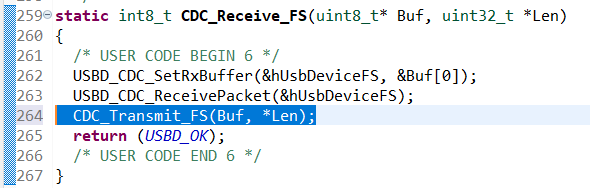 259 static int8_t CDC_Receive_FS(uint8_t* Buf, uint32_t *Len)
260 {
261 /* USER CODE BEGIN 6 */
262 USBD_CDC_SetRxBuffer(&hUsbDeviceFS, &Buf[0]);
263 USBD_CDC_ReceivePacket(&hUsbDeviceFS);
264 CDC_Transmit_FS(Buf, *Len);
265 return (USBD_OK);
266 /* USER CODE END 6 */
267 }